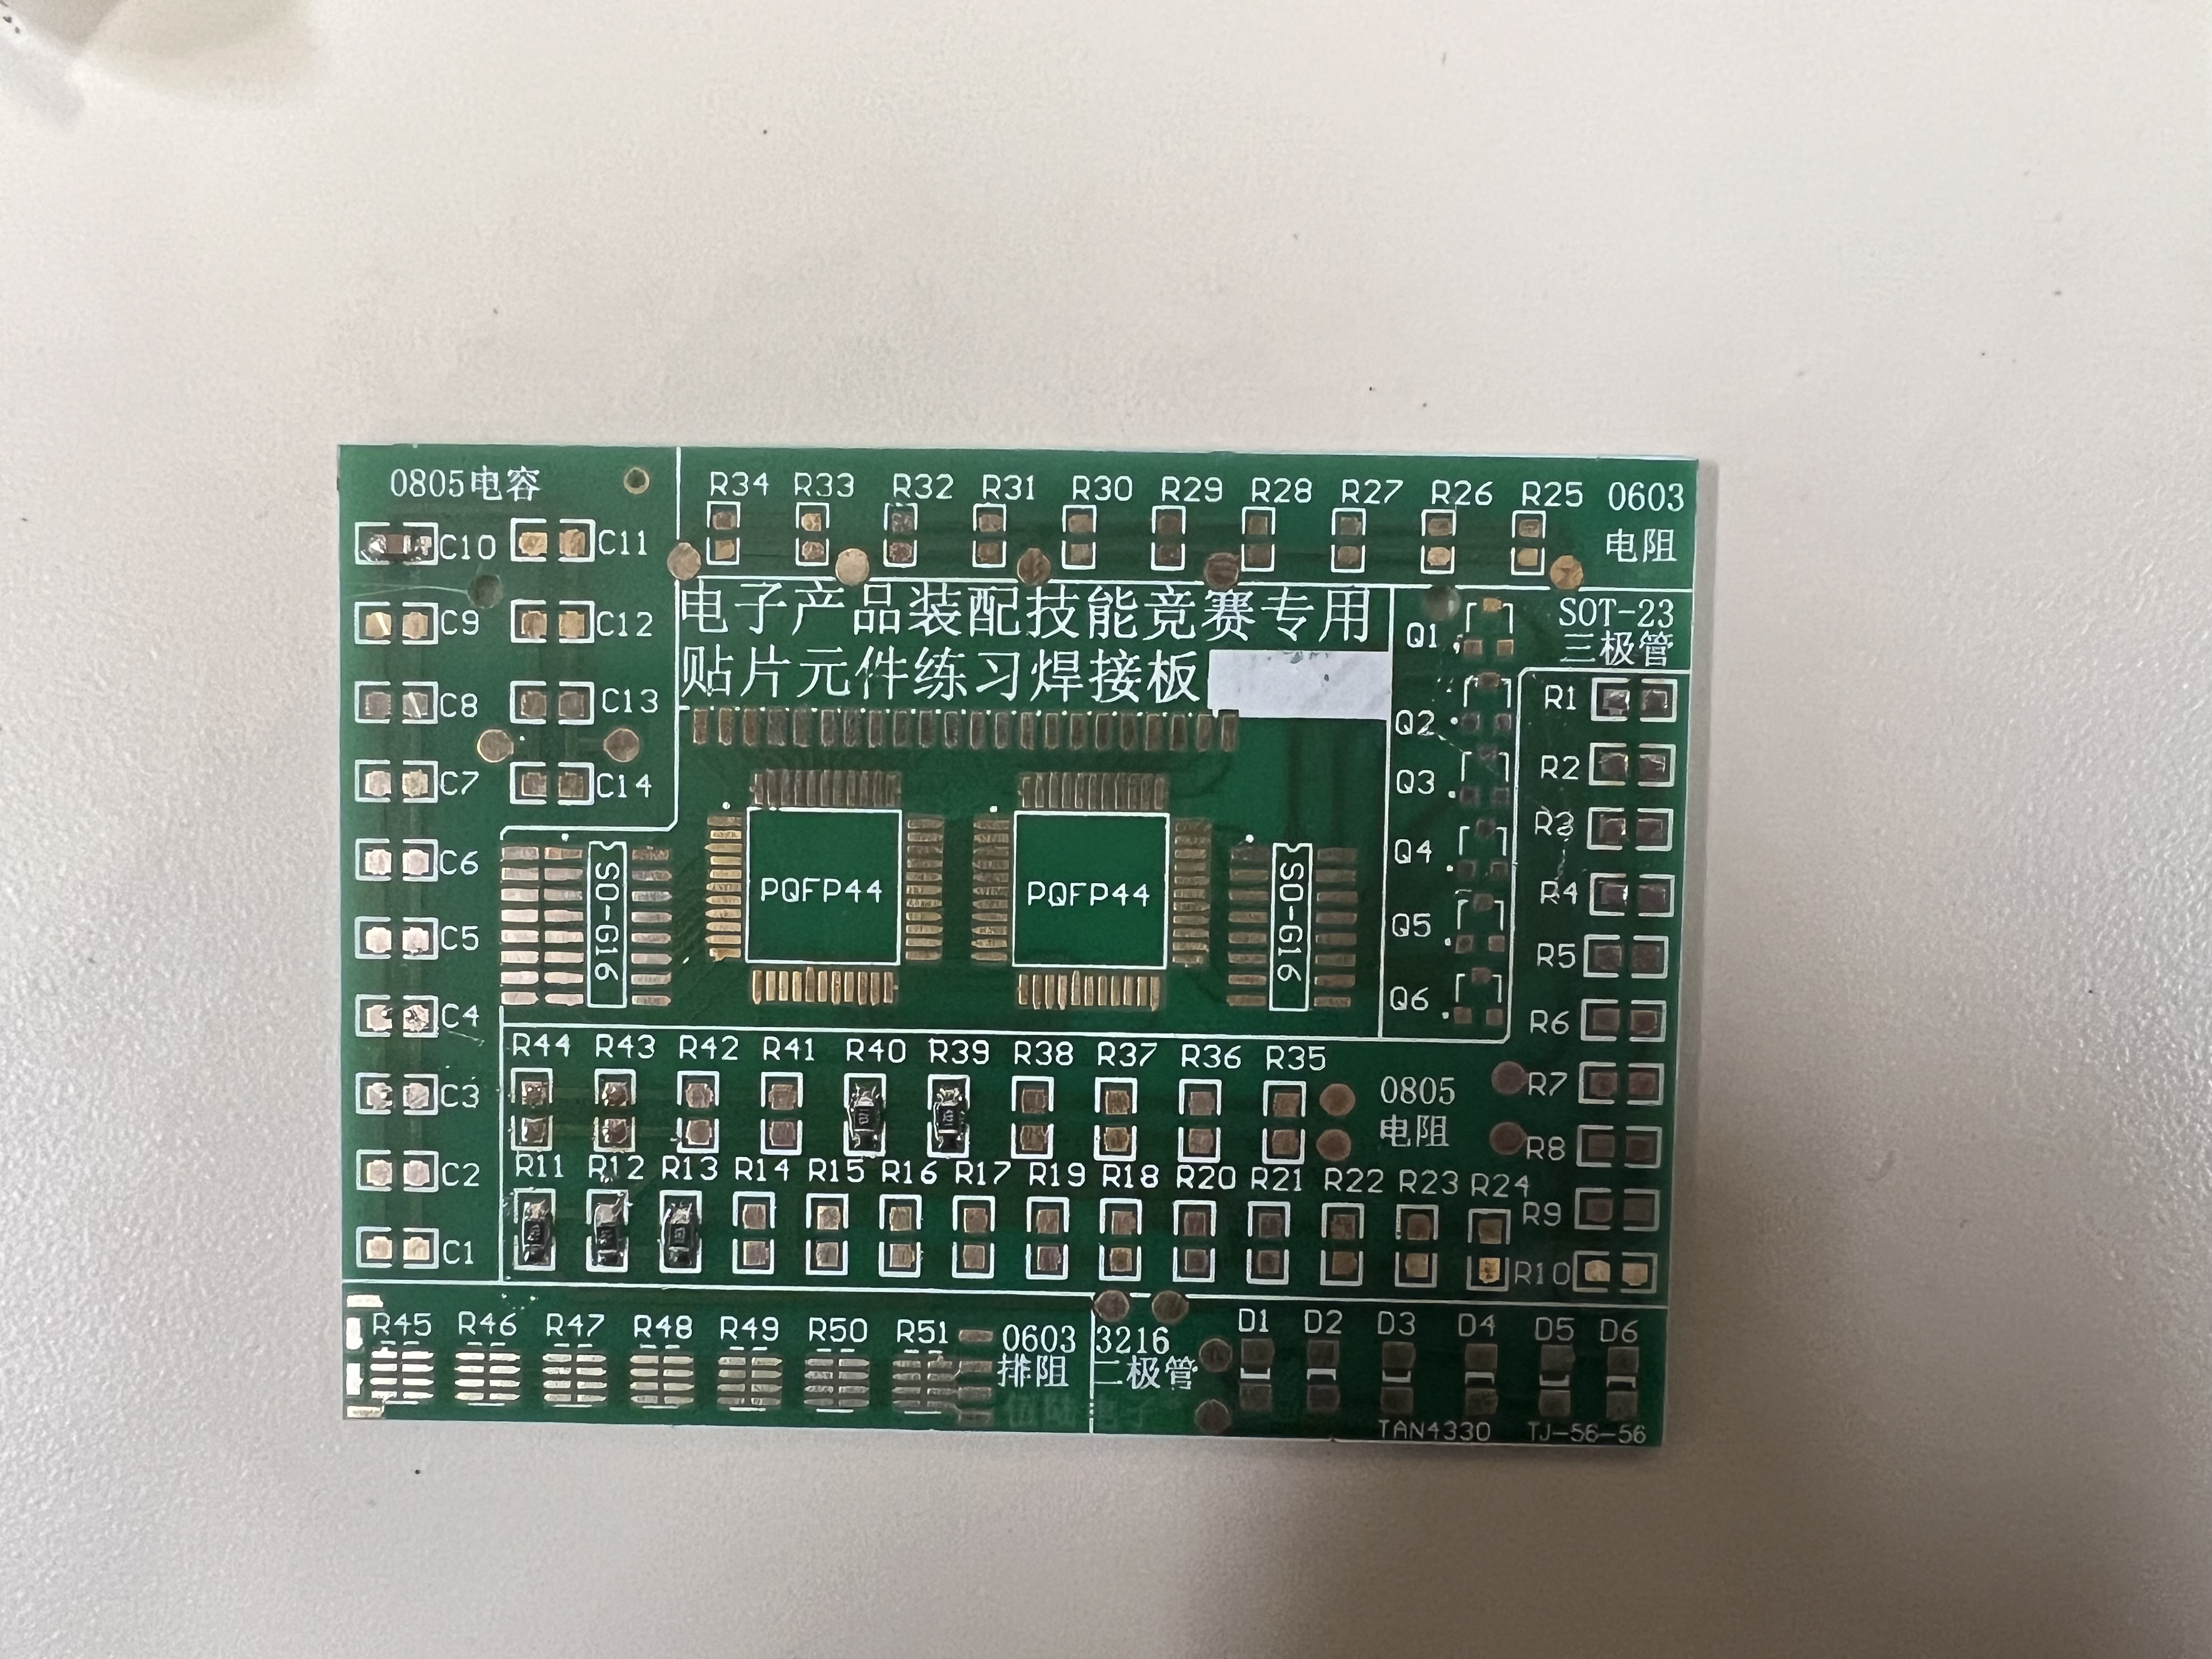 0805电容
C1 C2 C3 C4 C5 C6 C7 C8 C9 C10
C14 C13 C12 C11
R34 R33 R32 R31 R30 R29 R28 R27 R26 R25 0603
电阻
电子产品装配技能竞赛专用
贴片元件练习焊接板
SO-G16
PQFP44
PQFP44
SO-G16
Q6 Q5 Q4 Q3 Q2 Q1
SOT-23
三极管
R44 R43 R42 R41 R40 R39 R38 R37 R36 R35
0805
电阻
R11 R12 R13 R14 R15 R16 R17 R19 R18 R20 R21 R22 R23 R24
R10 R9 R8 R7 R6 R5 R4 R3 R2 R1
R45 R46 R47 R48 R49 R50 R51
0603
排阻
3216
二极管
D1 D2 D3 D4 D5 D6
TAN4330 TJ-56-56